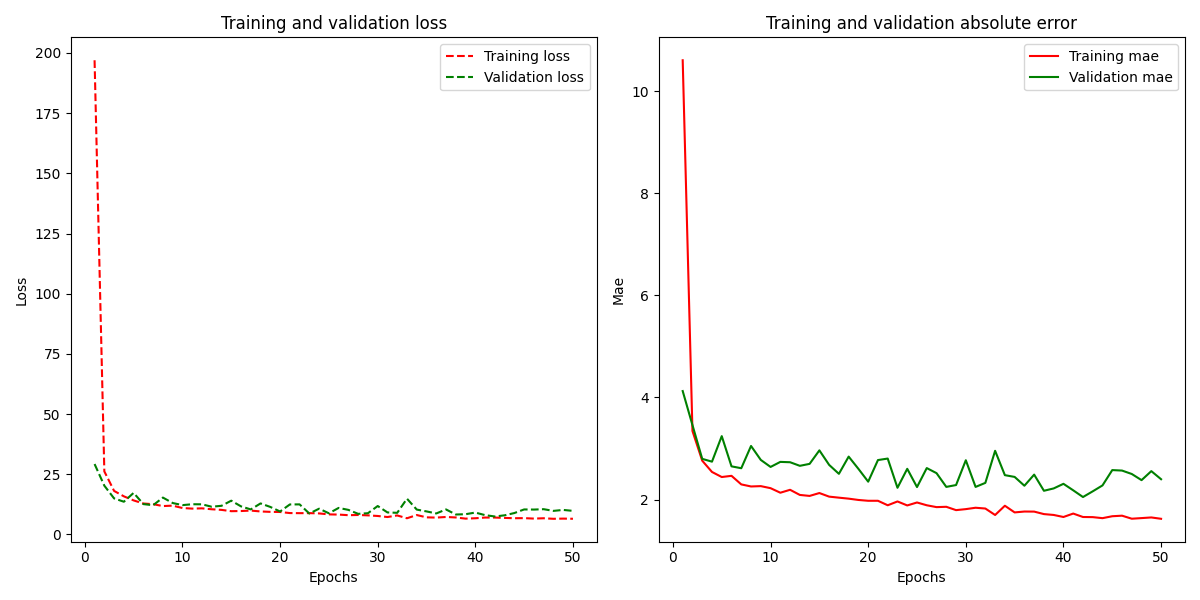 Training and validation loss
Training loss
Validation loss
200
175
150
125
100
75
50
25
0
Loss
0 10 20 30 40 50
Epochs
Training and validation absolute error
Training mae
Validation mae
10
8
6
4
2
Mae
0 10 20 30 40 50
Epochs